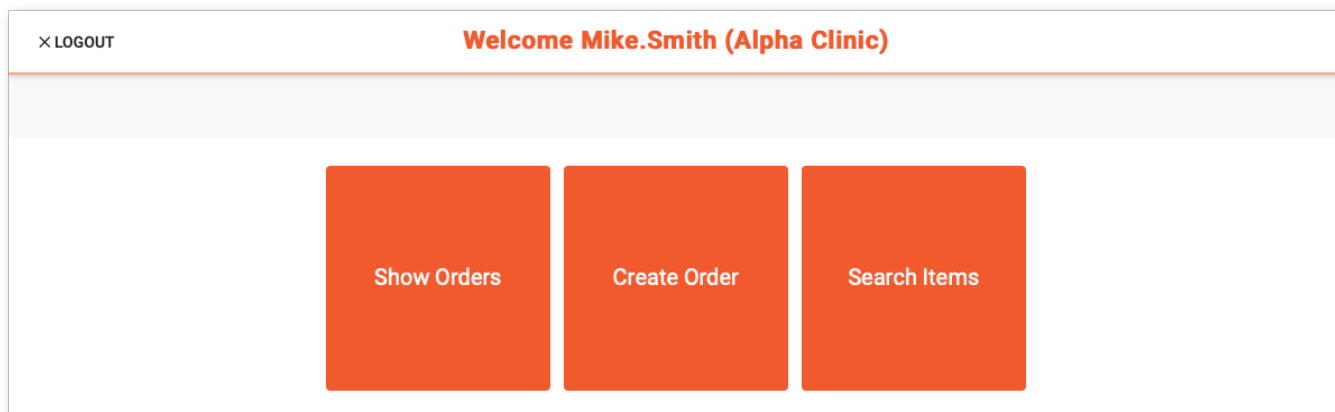 × LOGOUT
Welcome Mike.Smith (Alpha Clinic)
Show Orders
Create Order
Search Items